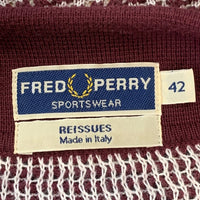 FRED PERRY
SPORTSWEAR
42
REISSUES
Made in Italy